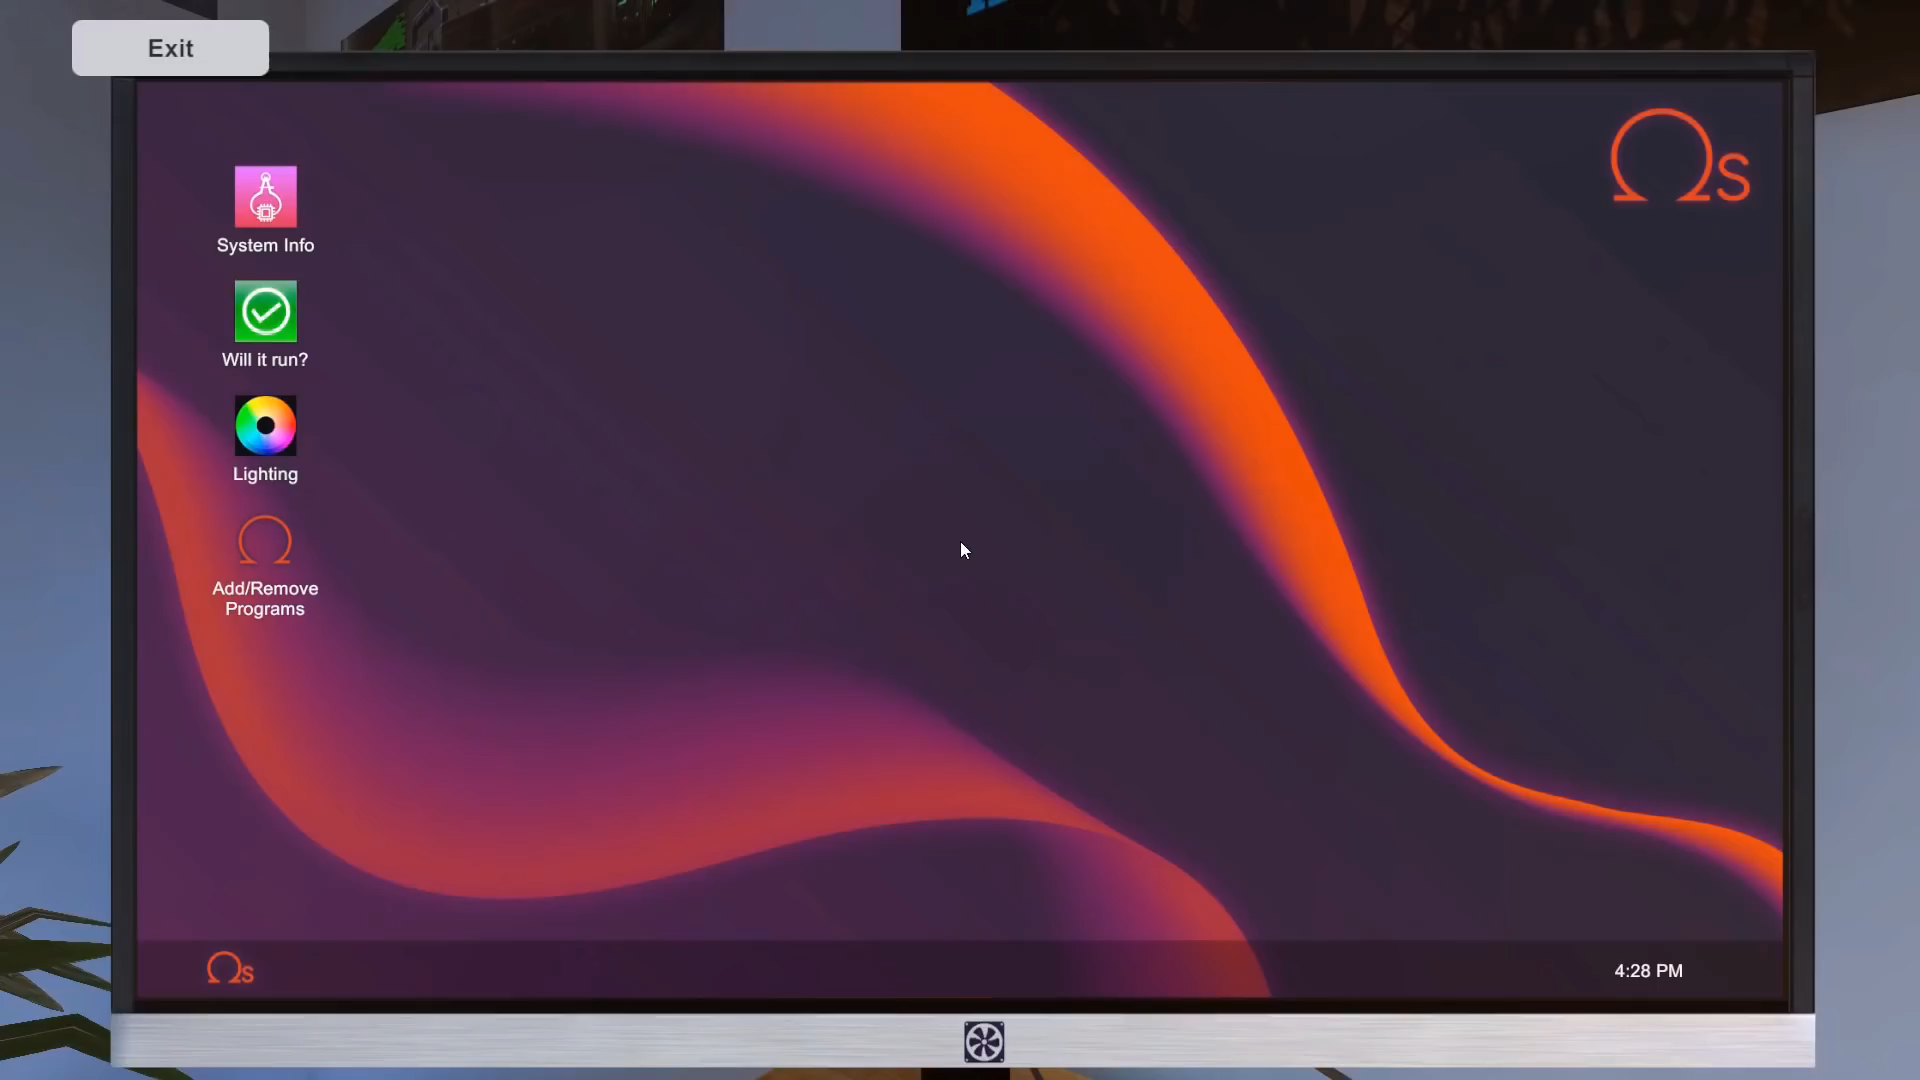 Exit
Ωs
System Info
Will it run?
Lighting
Add/Remove
Programs
Ωs
4:28 PM